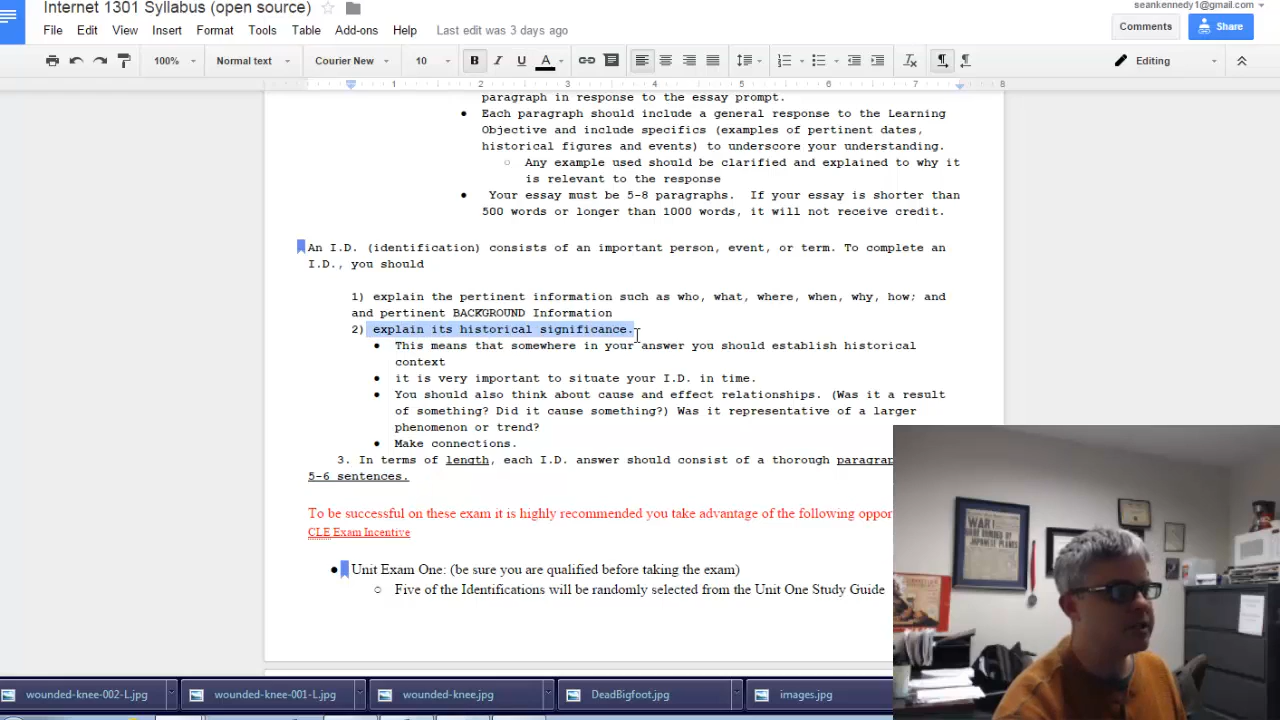 Internet 1301 Syllabus (open source)
seankennedy1@gmail.com
File Edit View Insert Format Tools Table Add-ons Help Last edit was 3 days ago
Comments
Share
100% Normal text Courier New 10 B I U A Editing
1 2 3 4 5 6 7 8
paragraph in response to the essay prompt.
● Each paragraph should include a general response to the Learning
Objective and include specifics (examples of pertinent dates,
historical figures and events) to underscore your understanding.
○ Any example used should be clarified and explained to why it
is relevant to the response
● Your essay must be 5-8 paragraphs. If your essay is shorter than
500 words or longer than 1000 words, it will not receive credit.
An I.D. (identification) consists of an important person, event, or term. To complete an
I.D., you should
1) explain the pertinent information such as who, what, where, when, why, how; and
and pertinent BACKGROUND Information
2) explain its historical significance.
● This means that somewhere in your answer you should establish historical
context
● it is very important to situate your I.D. in time.
● You should also think about cause and effect relationships. (Was it a result
of something? Did it cause something?) Was it representative of a larger
phenomenon or trend?
● Make connections.
3. In terms of length, each I.D. answer should consist of a thorough paragrap
5-6 sentences.
To be successful on these exam it is highly recommended you take advantage of the following oppor
CLE Exam Incentive
● Unit Exam One: (be sure you are qualified before taking the exam)
○ Five of the Identifications will be randomly selected from the Unit One Study Guide
WAR!
wounded-knee-002-L.jpg wounded-knee-001-L.jpg wounded-knee.jpg DeadBigfoot.jpg images.jpg